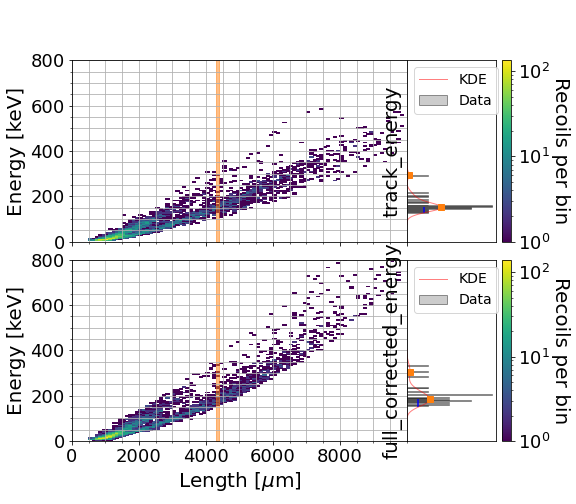 800
600
400
200
0
Energy [keV]
track_energy
KDE
Data
10²
10¹
10⁰
Recoils per bin
800
600
400
200
0
Energy [keV]
full_corrected_energy
KDE
Data
10²
10¹
10⁰
Recoils per bin
0
2000
4000
6000
8000
Length [μm]